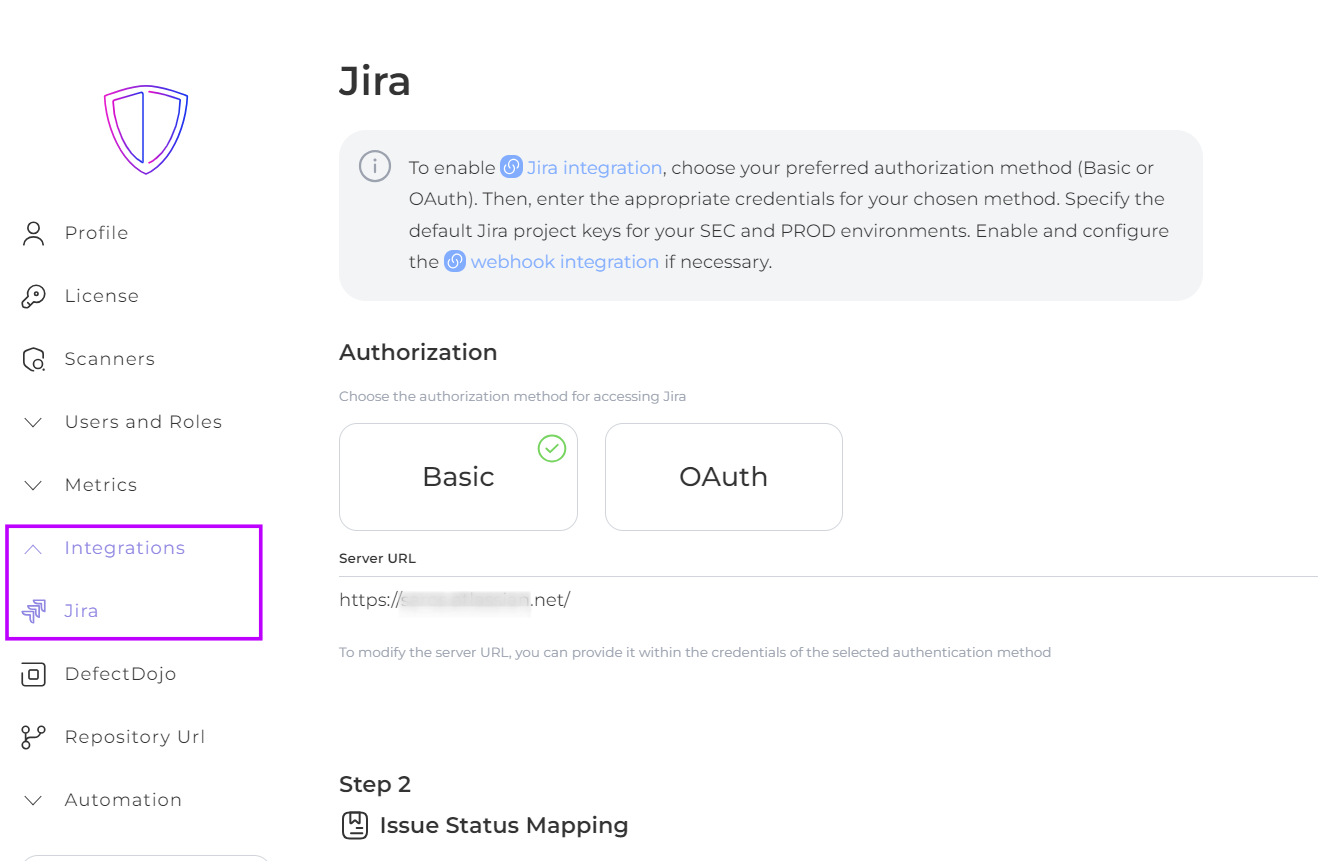 Profile
License
Scanners
Users and Roles
Metrics
Integrations
Jira
DefectDojo
Repository Url
Automation
Jira
To enable Jira integration, choose your preferred authorization method (Basic or
OAuth). Then, enter the appropriate credentials for your chosen method. Specify the
default Jira project keys for your SEC and PROD environments. Enable and configure
the webhook integration if necessary.
Authorization
Choose the authorization method for accessing Jira
Basic
OAuth
Server URL
https://.net/
To modify the server URL, you can provide it within the credentials of the selected authentication method
Step 2
Issue Status Mapping